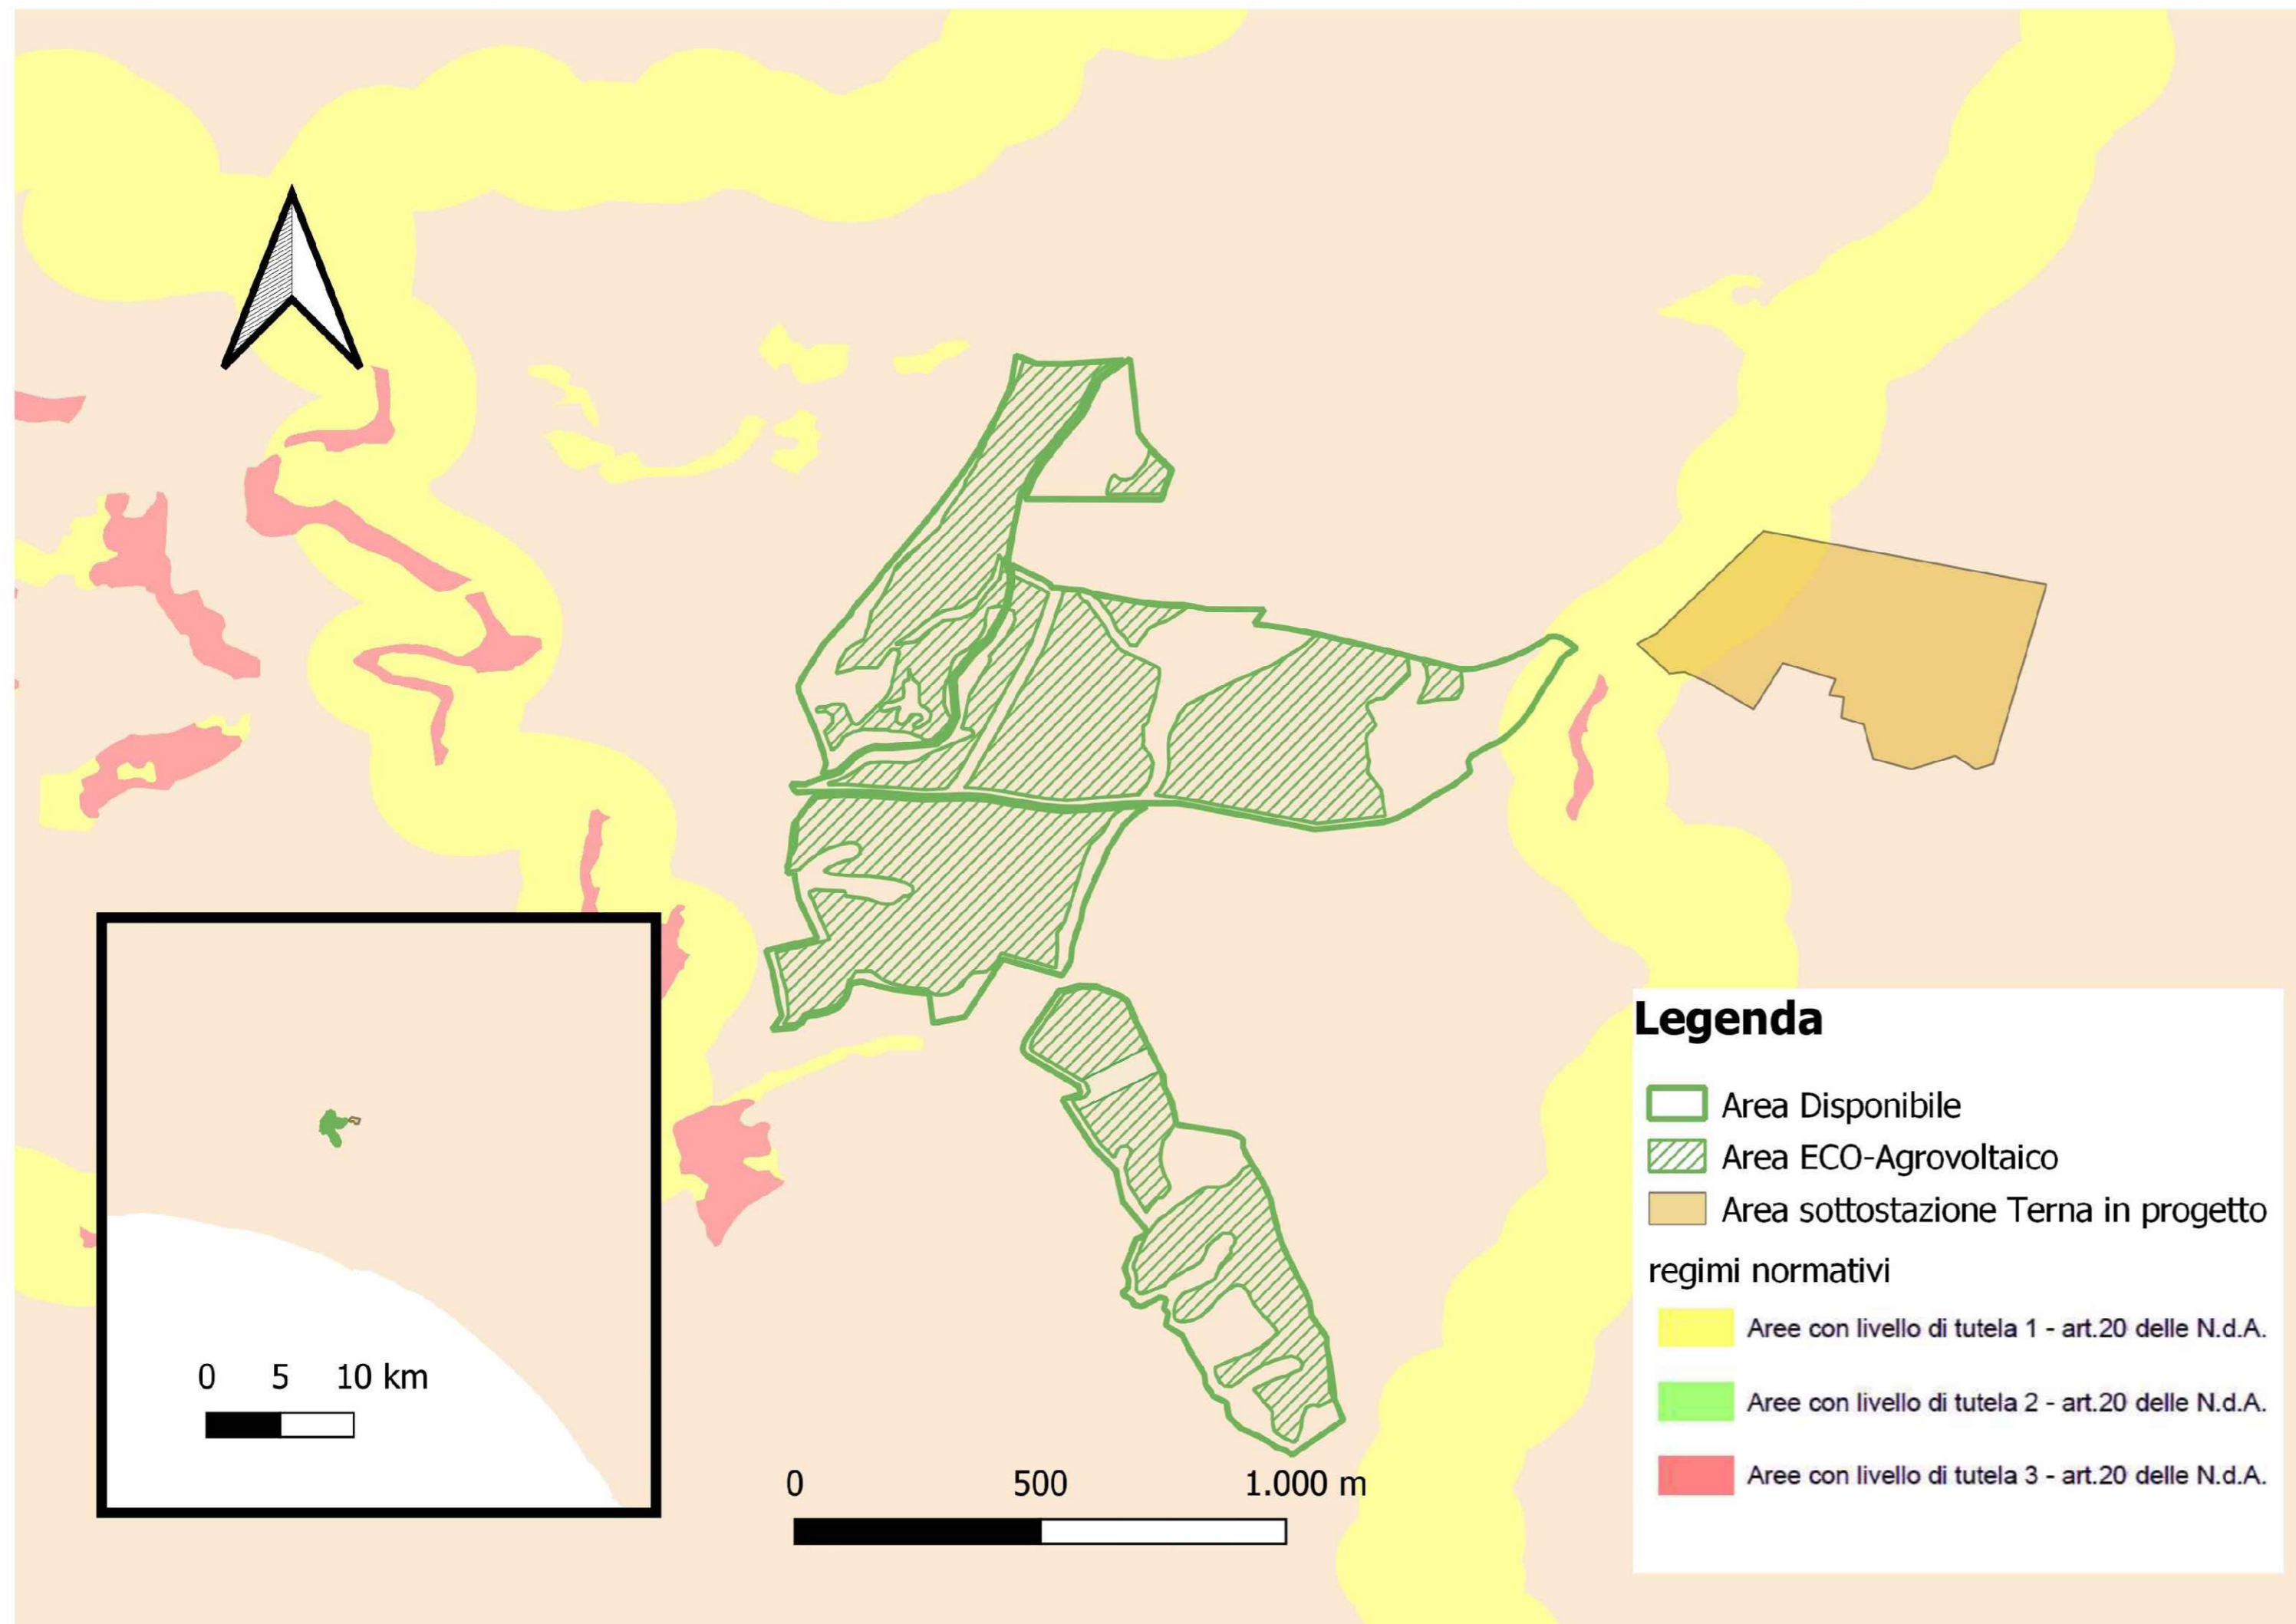 Legenda
Area Disponibile
Area ECO-Agrovoltaico
Area sottostazione Terna in progetto
regimi normativi
Aree con livello di tutela 1 - art.20 delle N.d.A.
Aree con livello di tutela 2 - art.20 delle N.d.A.
Aree con livello di tutela 3 - art.20 delle N.d.A.
0 5 10 km
0 500 1.000 m